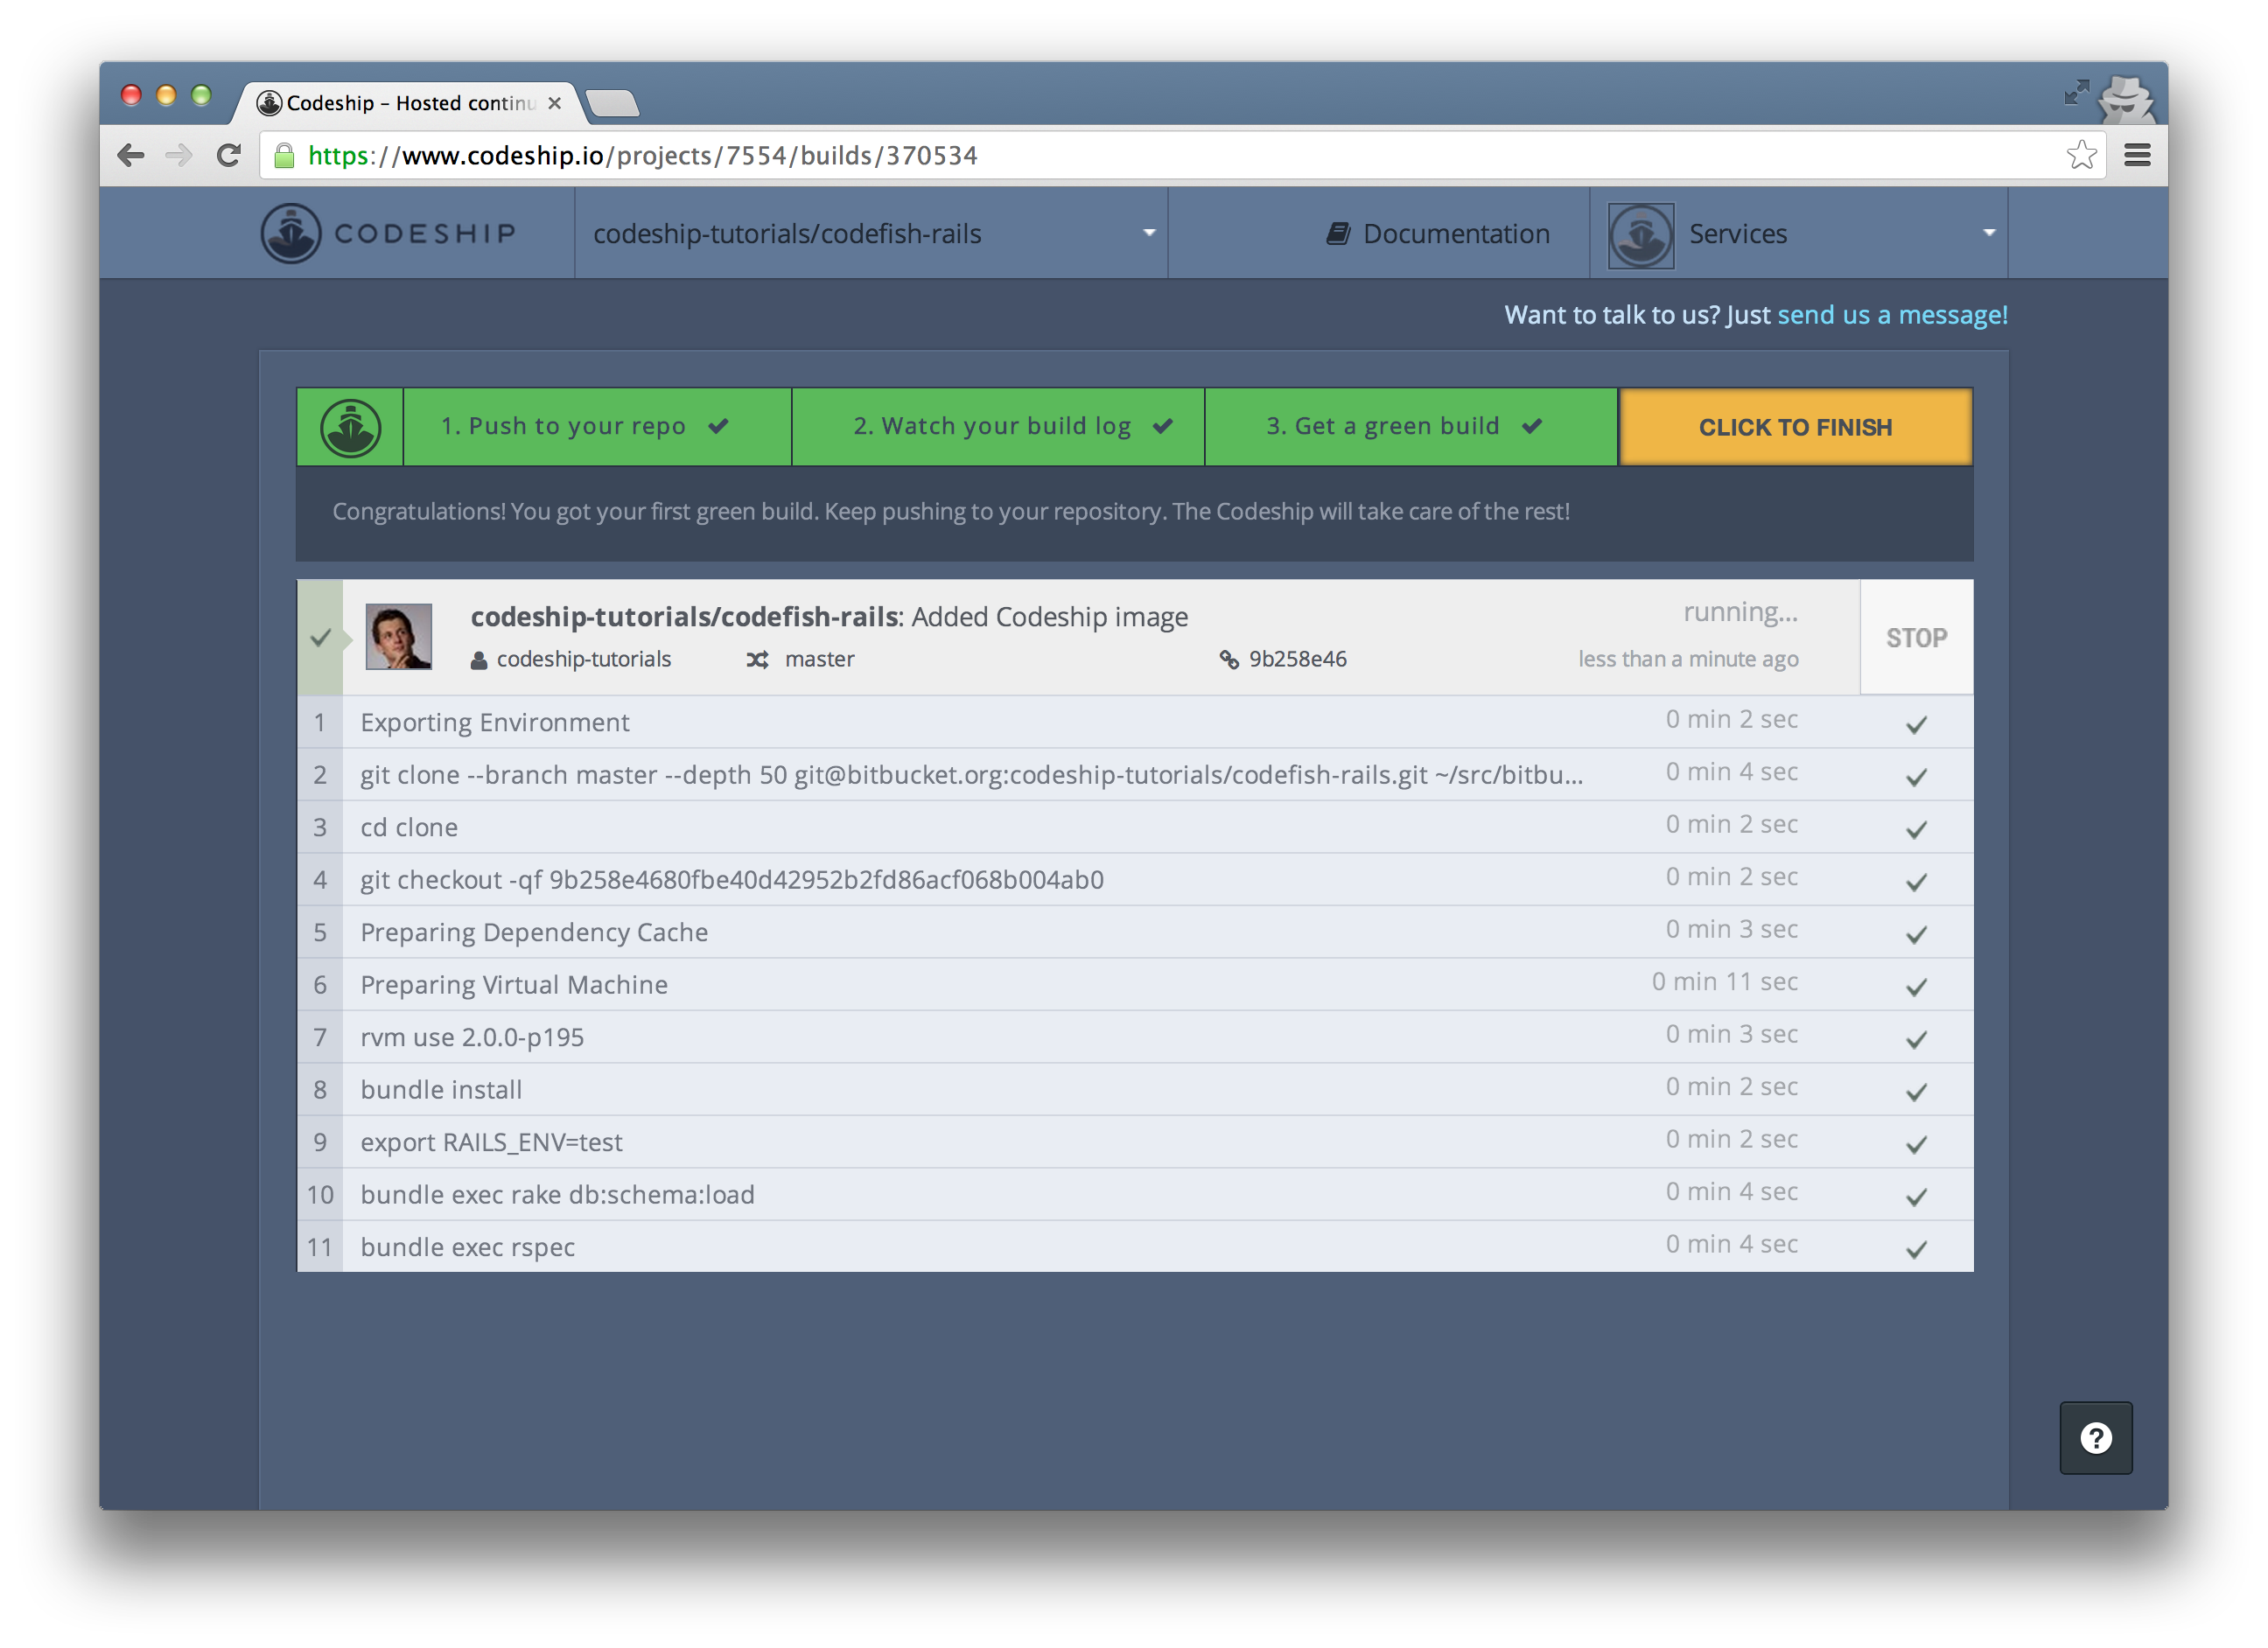 Codeship – Hosted continu
https://www.codeship.io/projects/7554/builds/370534
CODESHIP
codeship-tutorials/codefish-rails
Documentation
Services
Want to talk to us? Just send us a message!
1. Push to your repo
2. Watch your build log
3. Get a green build
CLICK TO FINISH
Congratulations! You got your first green build. Keep pushing to your repository. The Codeship will take care of the rest!
codeship-tutorials/codefish-rails: Added Codeship image
running...
STOP
codeship-tutorials
master
9b258e46
less than a minute ago
1 Exporting Environment 0 min 2 sec
2 git clone --branch master --depth 50 git@bitbucket.org:codeship-tutorials/codefish-rails.git ~/src/bitbu... 0 min 4 sec
3 cd clone 0 min 2 sec
4 git checkout -qf 9b258e4680fbe40d42952b2fd86acf068b004ab0 0 min 2 sec
5 Preparing Dependency Cache 0 min 3 sec
6 Preparing Virtual Machine 0 min 11 sec
7 rvm use 2.0.0-p195 0 min 3 sec
8 bundle install 0 min 2 sec
9 export RAILS_ENV=test 0 min 2 sec
10 bundle exec rake db:schema:load 0 min 4 sec
11 bundle exec rspec 0 min 4 sec
?